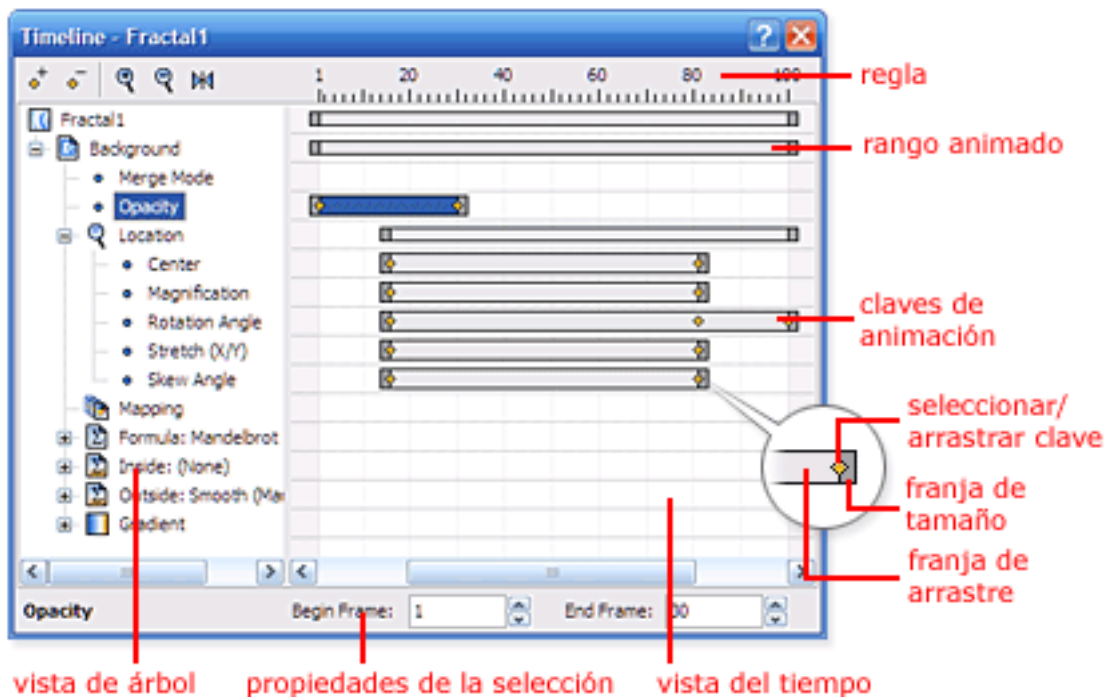 Timeline - Fractal1
1 20 40 60 80 100
regla
Fractal1
Background
rango animado
Merge Mode
Opacity
Location
Center
Magnification
Rotation Angle
claves de
animación
Stretch (X/Y)
Skew Angle
Mapping
seleccionar/
arrastrar clave
Formula: Mandelbrot
Inside: (None)
Outside: Smooth (Ma
franja de
tamaño
Gradient
franja de
arrastre
Opacity Begin Frame: 1 End Frame: 00
vista de árbol propiedades de la selección vista del tiempo